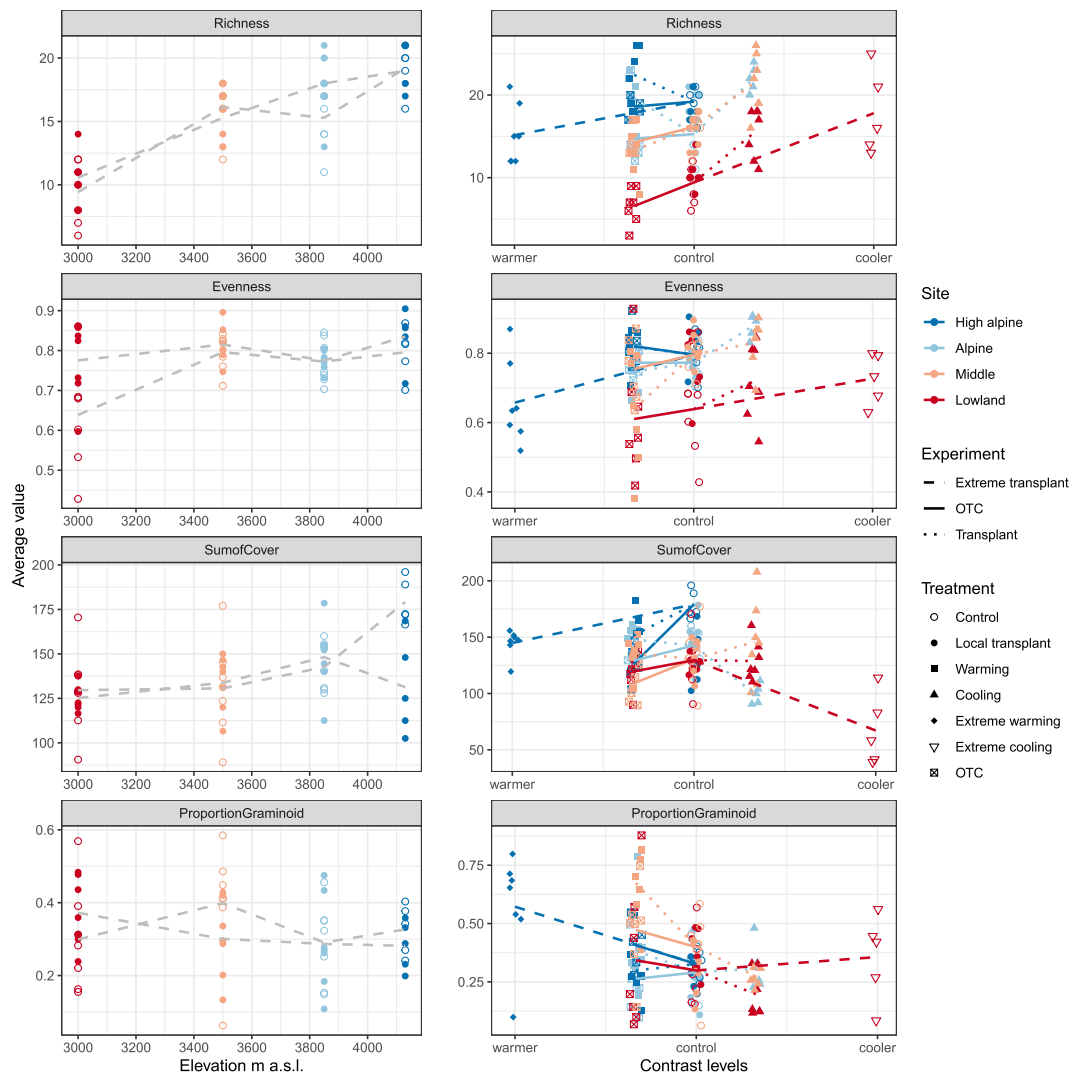 Richness
Richness
20
15
10
3000 3200 3400 3600 3800 4000
20
10
warmer control cooler
Evenness
Evenness
0.9
0.8
0.7
0.6
0.5
3000 3200 3400 3600 3800 4000
0.8
0.6
0.4
warmer control cooler
SumofCover
SumofCover
200
175
150
125
100
3000 3200 3400 3600 3800 4000
200
150
100
50
warmer control cooler
ProportionGraminoid
ProportionGraminoid
0.6
0.4
0.2
3000 3200 3400 3600 3800 4000
0.75
0.50
0.25
warmer control cooler
Average value
Elevation m a.s.l.
Contrast levels
Site
High alpine
Alpine
Middle
Lowland
Experiment
Extreme transplant
OTC
Transplant
Treatment
Control
Local transplant
Warming
Cooling
Extreme warming
Extreme cooling
OTC